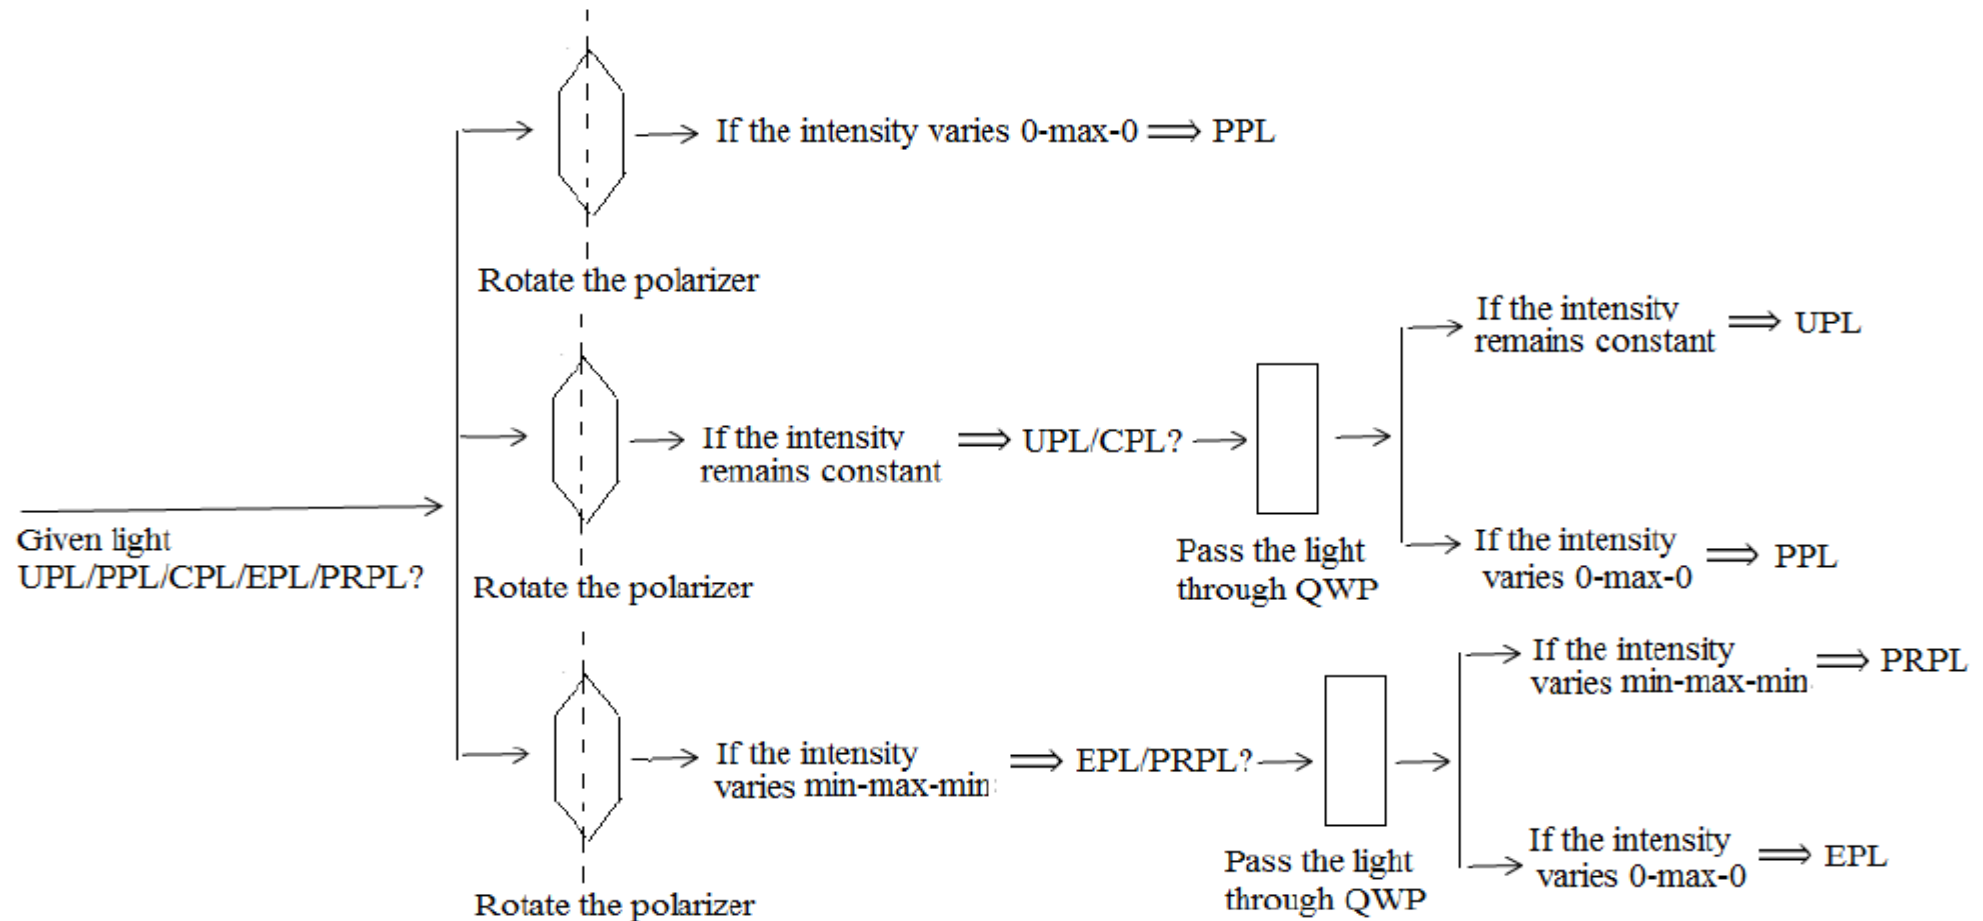 If the intensity varies 0-max-0 ⟹ PPL
Rotate the polarizer
Given light
UPL/PPL/CPL/EPL/PRPL?
If the intensity
remains constant
⟹ UPL/CPL?
Rotate the polarizer
Pass the light
through QWP
If the intensity
remains constant
⟹ UPL
If the intensity
varies 0-max-0
⟹ PPL
If the intensity
varies min-max-min
⟹ EPL/PRPL?
Rotate the polarizer
Pass the light
through QWP
If the intensity
varies min-max-min
⟹ PRPL
If the intensity
varies 0-max-0
⟹ EPL